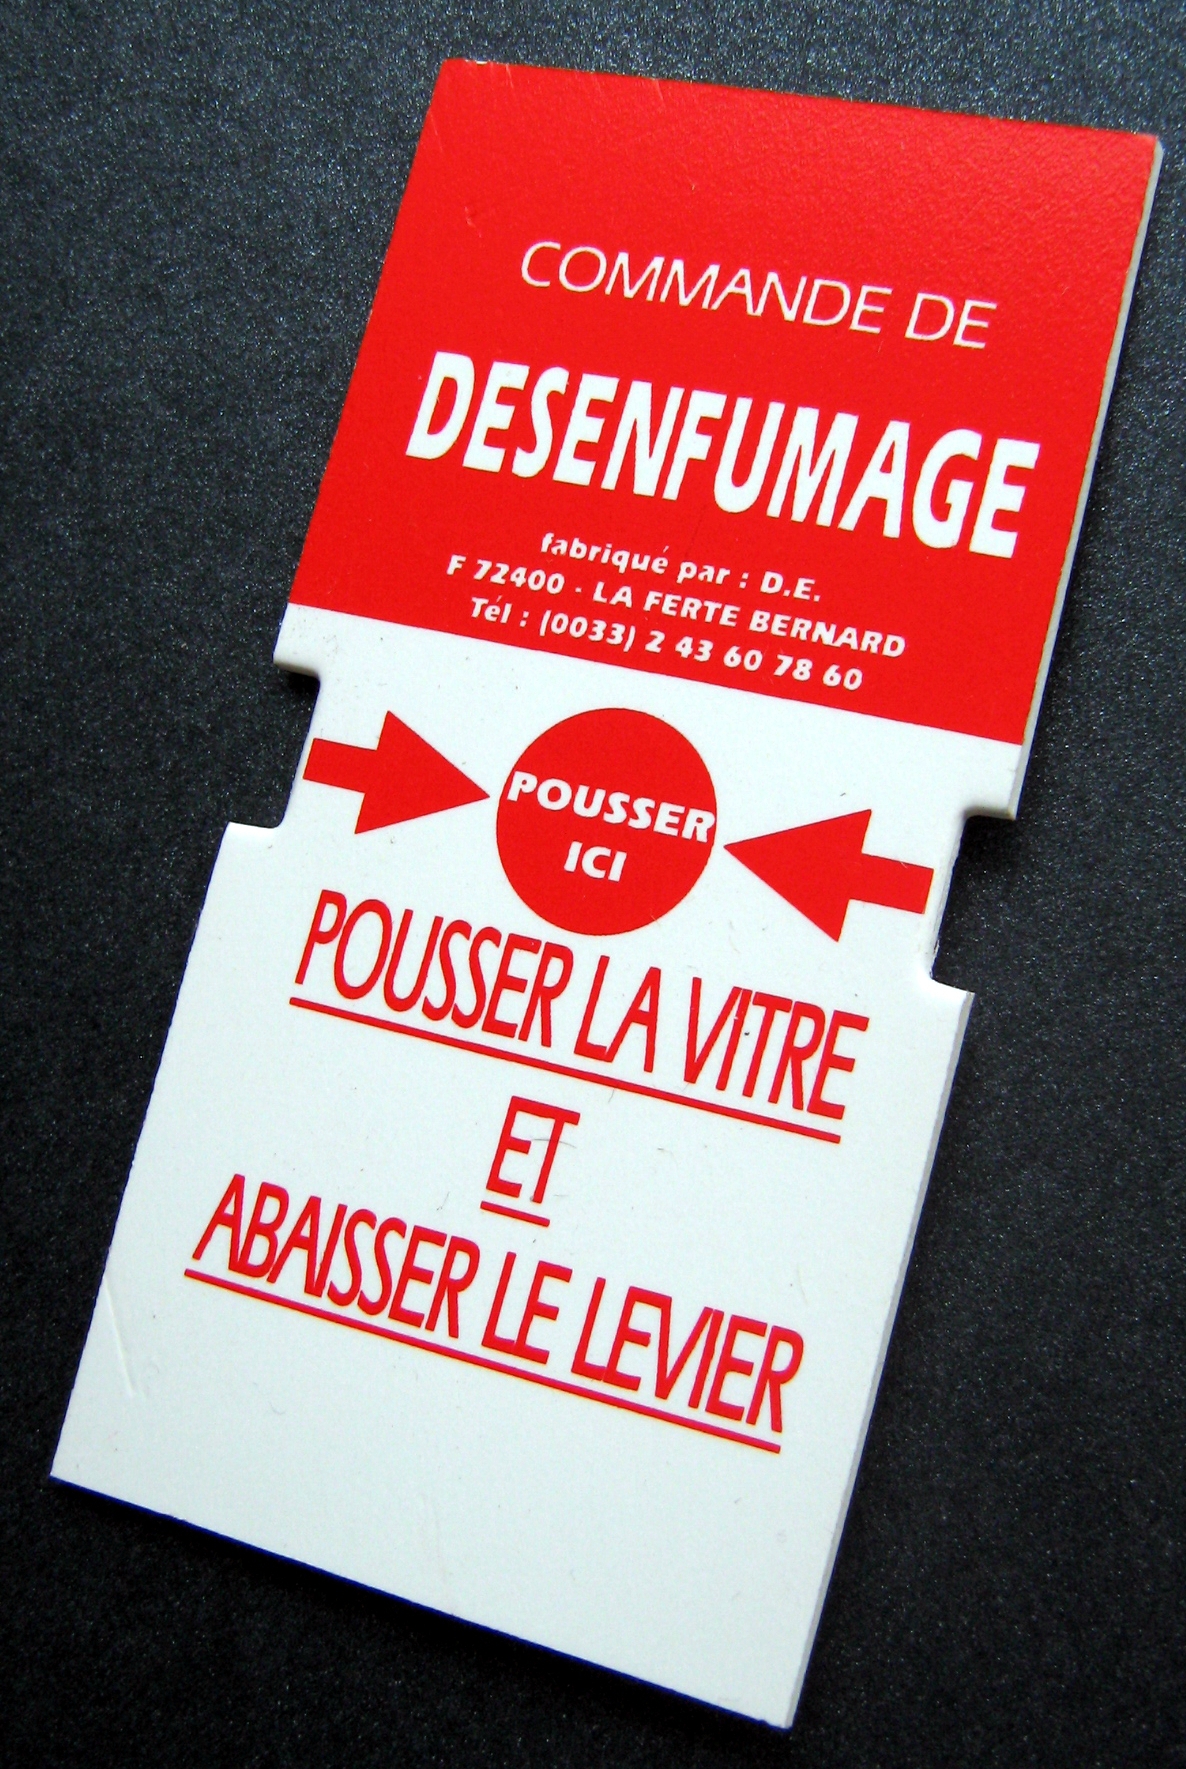 COMMANDE DE
DESENFUMAGE
fabriqué par : D.E.
F 72400 - LA FERTE BERNARD
Tél : (0033) 2 43 60 78 60
POUSSER
ICI
POUSSER LA VITRE
ET
ABAISSER LE LEVIER